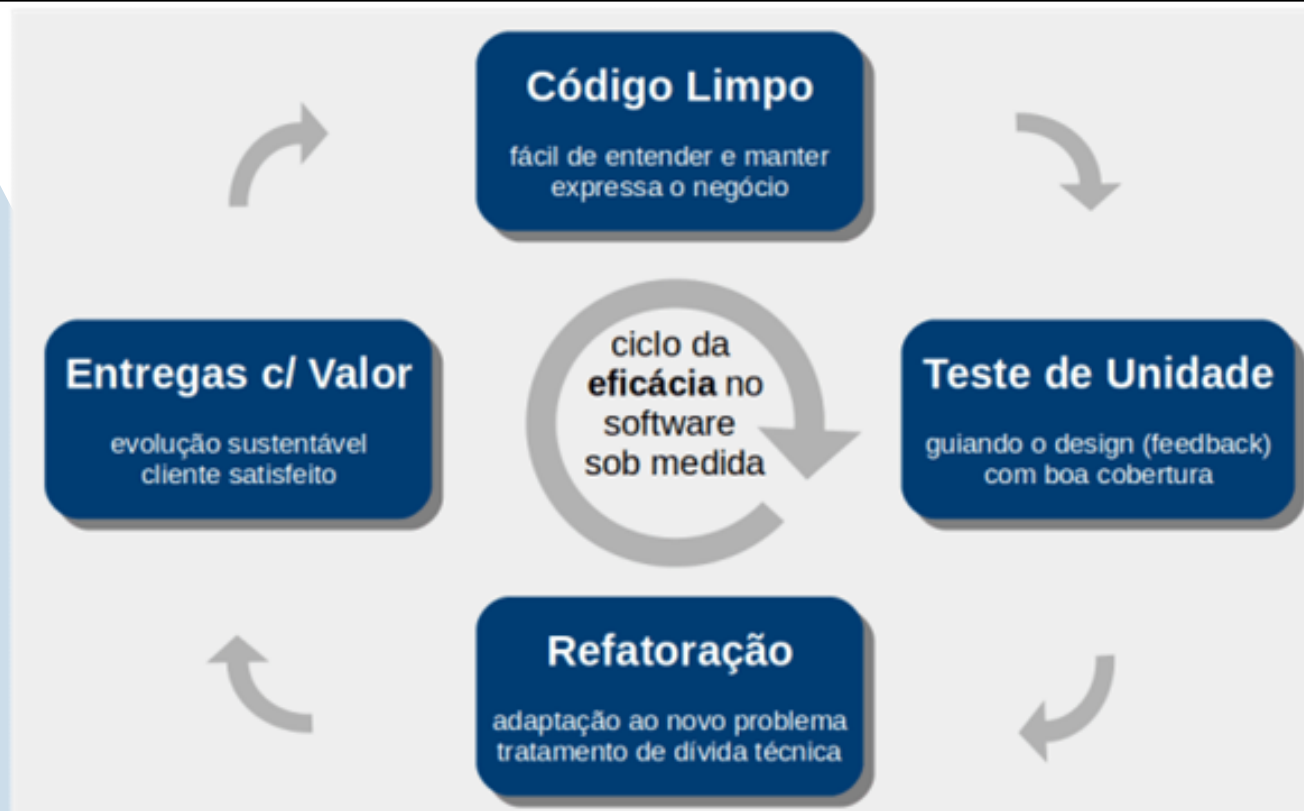 Código Limpo
fácil de entender e manter
expressa o negócio
Entregas c/ Valor
evolução sustentável
cliente satisfeito
ciclo da
eficácia no
software
sob medida
Teste de Unidade
guiando o design (feedback)
com boa cobertura
Refatoração
adaptação ao novo problema
tratamento de dívida técnica